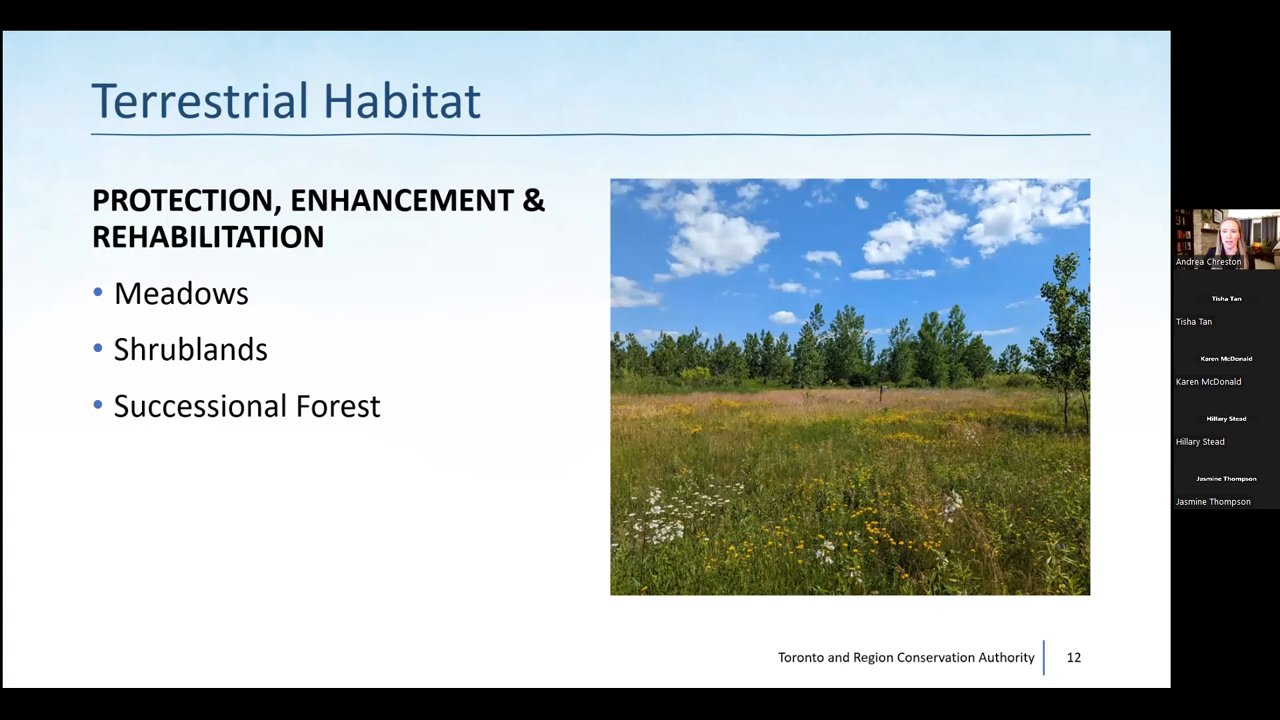 Terrestrial Habitat
PROTECTION, ENHANCEMENT &
REHABILITATION
• Meadows
• Shrublands
• Successional Forest
Toronto and Region Conservation Authority
12
Andrea Chreston
Tisha Tan
Tisha Tan
Karen McDonald
Karen McDonald
Hillary Stead
Hillary Stead
Jasmine Thompson
Jasmine Thompson